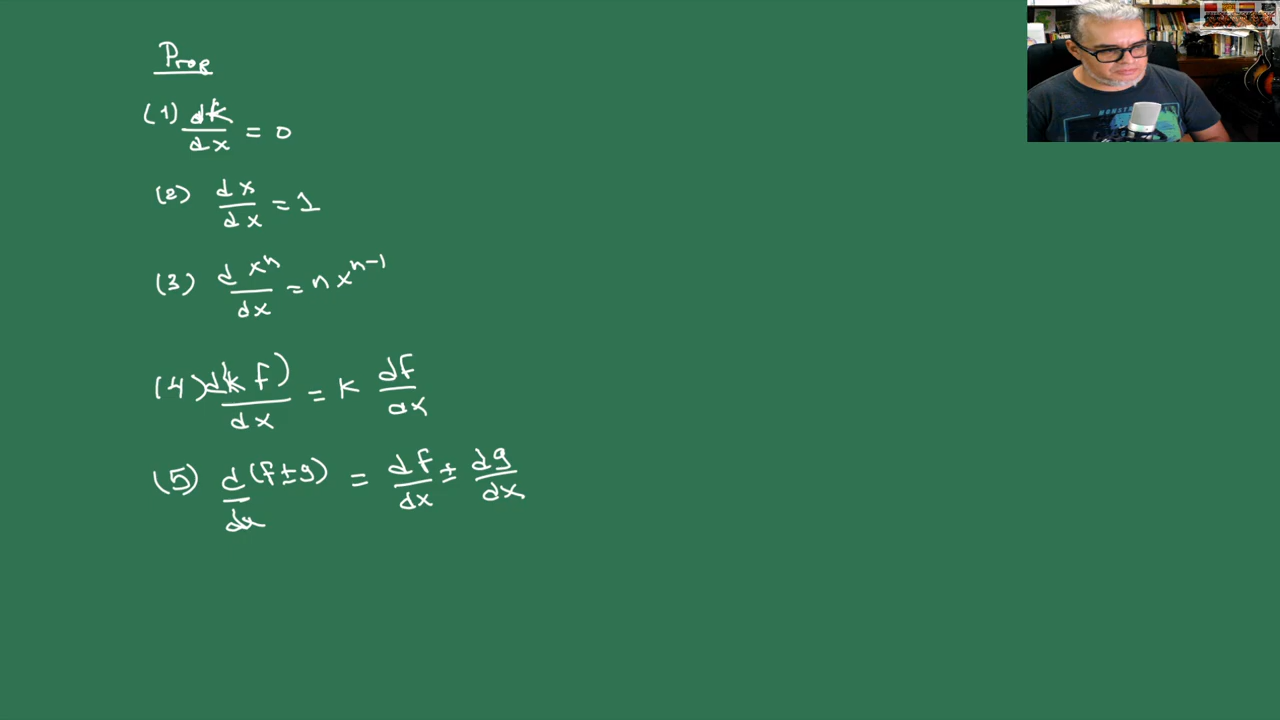 Prop
(1) dk/dx = 0
(2) dx/dx = 1
(3) d x^n/dx = n x^(n-1)
(4) d(k f)/dx = k df/dx
(5) d/dx (f ± g) = df/dx ± dg/dx